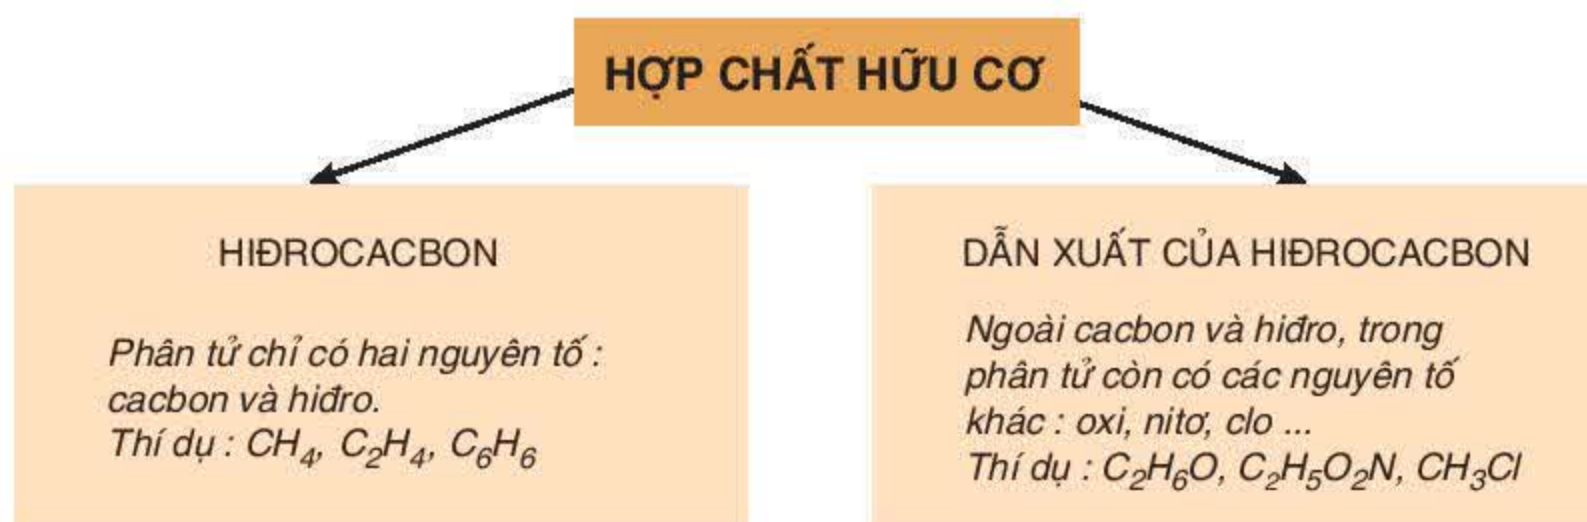 HỢP CHẤT HỮU CƠ
HIĐROCACBON
Phân tử chỉ có hai nguyên tố :
cacbon và hiđro.
Thí dụ : CH₄, C₂H₄, C₆H₆
DẪN XUẤT CỦA HIĐROCACBON
Ngoài cacbon và hiđro, trong
phân tử còn có các nguyên tố
khác : oxi, nitơ, clo ...
Thí dụ : C₂H₆O, C₂H₅O₂N, CH₃Cl